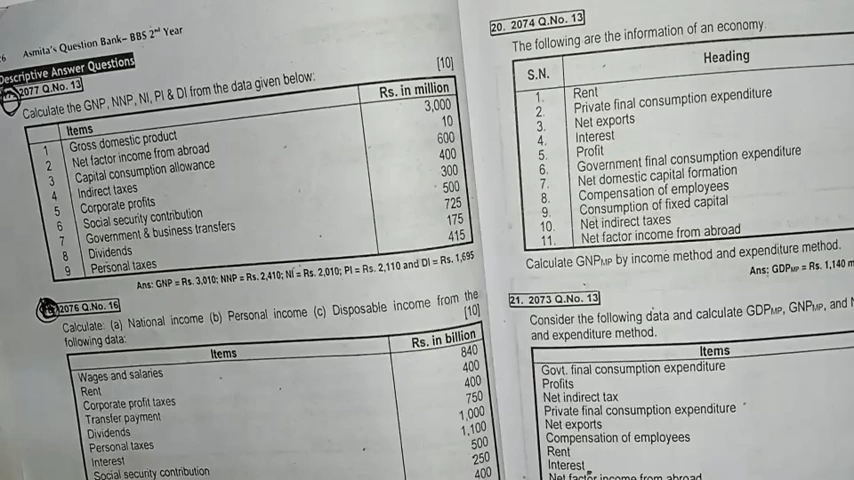 6 Asmita's Question Bank– BBS 2nd Year
Descriptive Answer Questions
2077 Q.No. 13
[10]
Calculate the GNP, NNP, NI, PI & DI from the data given below:
Items Rs. in million
1 Gross domestic product 3,000
2 Net factor income from abroad 10
3 Capital consumption allowance 600
4 Indirect taxes 400
5 Corporate profits 300
6 Social security contribution 500
7 Government & business transfers 725
8 Dividends 175
9 Personal taxes 415
Ans: GNP = Rs. 3,010; NNP = Rs. 2,410; NI = Rs. 2,010; PI = Rs. 2,110 and DI = Rs. 1,695
2076 Q.No. 16
Calculate: (a) National income (b) Personal income (c) Disposable income from the
following data: [10]
Items Rs. in billion
Wages and salaries 840
Rent 400
Corporate profit taxes 400
Transfer payment 750
Dividends 1,000
Personal taxes 1,100
Interest 500
Social security contribution 250
400
20. 2074 Q.No. 13
The following are the information of an economy.
S.N. Heading
1. Rent
2. Private final consumption expenditure
3. Net exports
4. Interest
5. Profit
6. Government final consumption expenditure
7. Net domestic capital formation
8. Compensation of employees
9. Consumption of fixed capital
10. Net indirect taxes
11. Net factor income from abroad
Calculate GNPMP by income method and expenditure method.
Ans: GDPMP = Rs. 1,140 m
21. 2073 Q.No. 13
Consider the following data and calculate GDPMP, GNPMP, and N
and expenditure method.
Items
Govt. final consumption expenditure
Profits
Net indirect tax
Private final consumption expenditure
Net exports
Compensation of employees
Rent
Interest
Net factor income from abroad